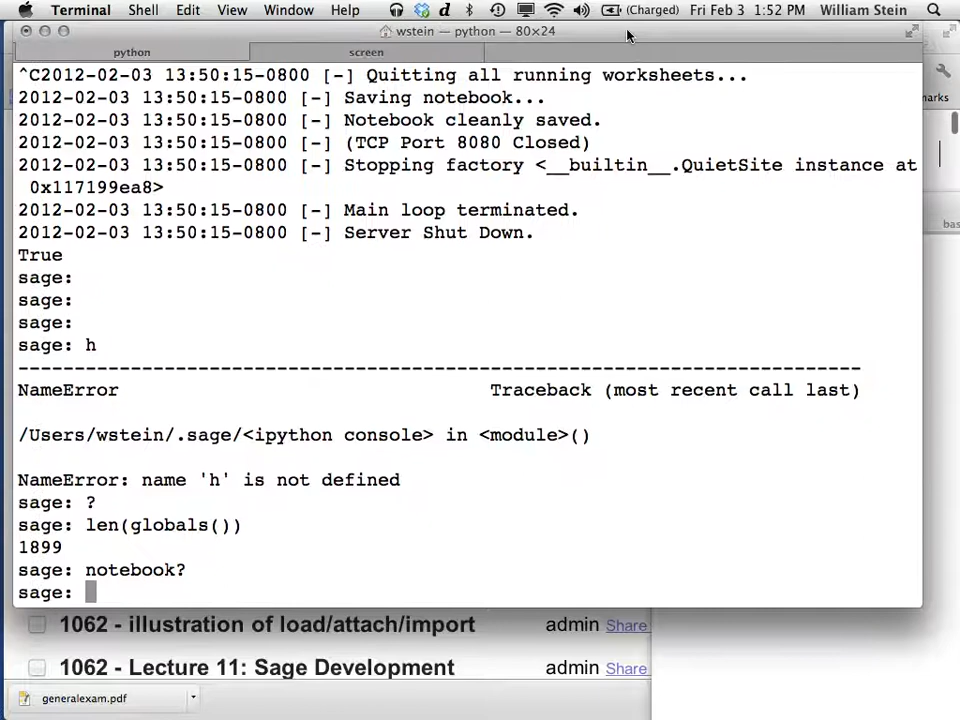 Terminal Shell Edit View Window Help (Charged) Fri Feb 3 1:52 PM William Stein
wstein — python — 80×24
python screen
^C2012-02-03 13:50:15-0800 [-] Quitting all running worksheets...
2012-02-03 13:50:15-0800 [-] Saving notebook...
2012-02-03 13:50:15-0800 [-] Notebook cleanly saved.
2012-02-03 13:50:15-0800 [-] (TCP Port 8080 Closed)
2012-02-03 13:50:15-0800 [-] Stopping factory <__builtin__.QuietSite instance at
0x117199ea8>
2012-02-03 13:50:15-0800 [-] Main loop terminated.
2012-02-03 13:50:15-0800 [-] Server Shut Down.
True
sage:
sage:
sage:
sage: h
---------------------------------------------------------------------------
NameError Traceback (most recent call last)
/Users/wstein/.sage/<ipython console> in <module>()
NameError: name 'h' is not defined
sage: ?
sage: len(globals())
1899
sage: notebook?
sage:
1062 - illustration of load/attach/import admin Share
1062 - Lecture 11: Sage Development admin Share
generalexam.pdf